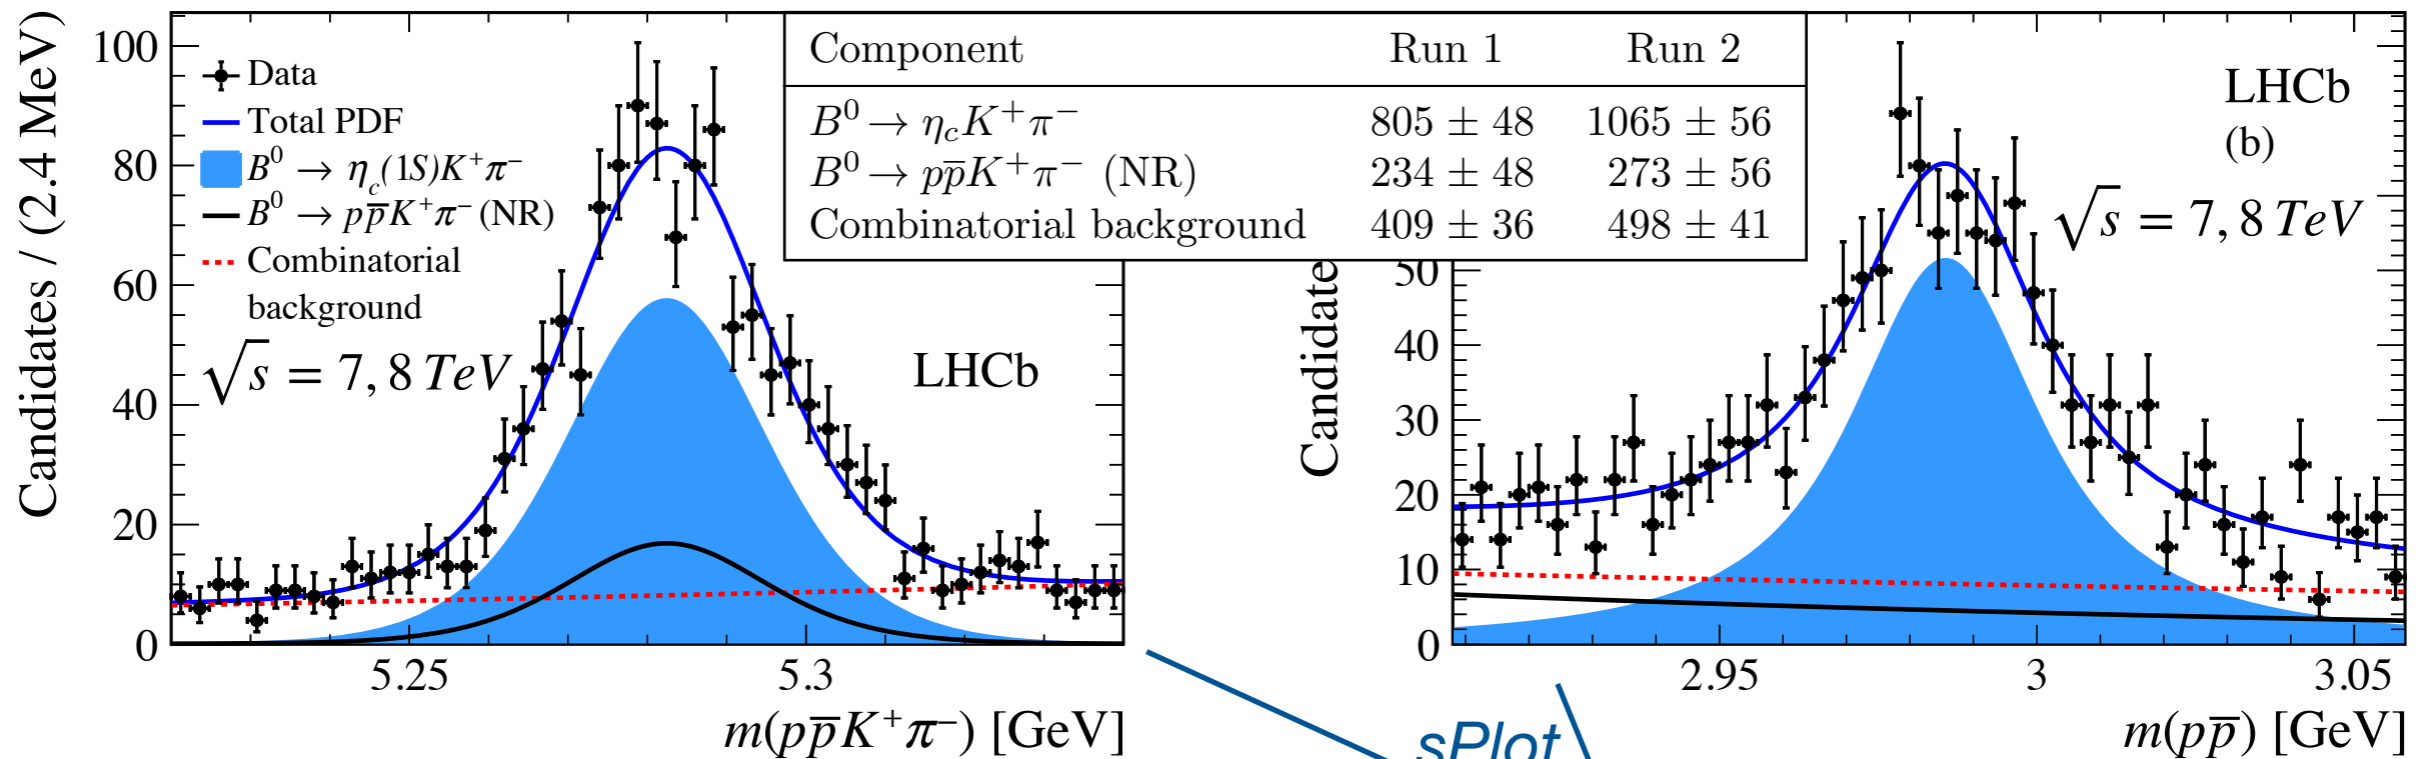 Candidates / (2.4 MeV)
100
80
60
40
20
0
Data
Total PDF
B⁰ → η_c(1S)K⁺π⁻
B⁰ → pp̅K⁺π⁻ (NR)
Combinatorial
background
√s = 7, 8 TeV
LHCb
5.25 5.3
m(pp̅K⁺π⁻) [GeV]
Component Run 1 Run 2
B⁰ → η_cK⁺π⁻ 805 ± 48 1065 ± 56
B⁰ → pp̅K⁺π⁻ (NR) 234 ± 48 273 ± 56
Combinatorial background 409 ± 36 498 ± 41
Candidate
50
40
30
20
10
0
LHCb
(b)
√s = 7, 8 TeV
2.95 3 3.05
m(pp̅) [GeV]
sPlot